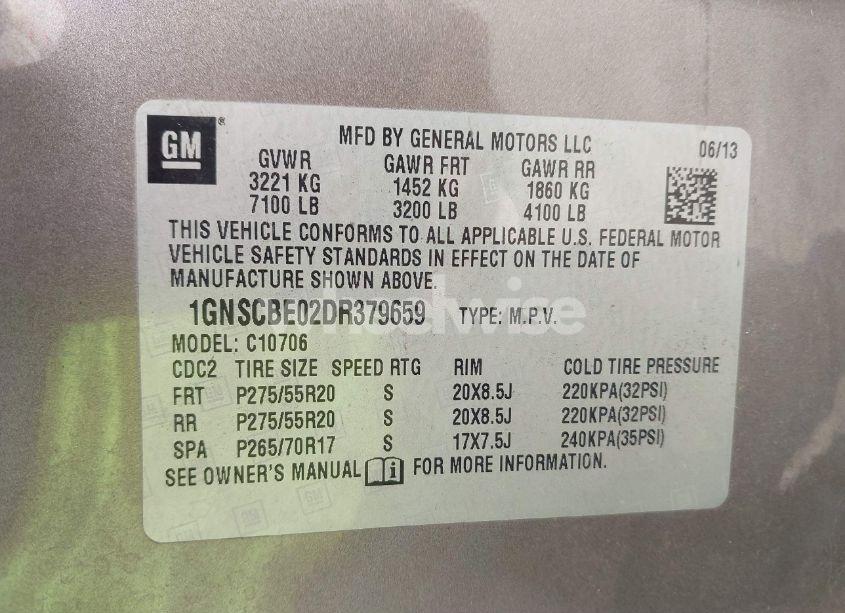 GM®
MFD BY GENERAL MOTORS LLC 06/13
GVWR GAWR FRT GAWR RR
3221 KG 1452 KG 1860 KG
7100 LB 3200 LB 4100 LB
THIS VEHICLE CONFORMS TO ALL APPLICABLE U.S. FEDERAL MOTOR
VEHICLE SAFETY STANDARDS IN EFFECT ON THE DATE OF
MANUFACTURE SHOWN ABOVE.
1GNSCBE02DR379659 TYPE: M.P.V.
MODEL: C10706
CDC2 TIRE SIZE SPEED RTG RIM COLD TIRE PRESSURE
FRT P275/55R20 S 20X8.5J 220KPA(32PSI)
RR P275/55R20 S 20X8.5J 220KPA(32PSI)
SPA P265/70R17 S 17X7.5J 240KPA(35PSI)
SEE OWNER'S MANUAL FOR MORE INFORMATION.